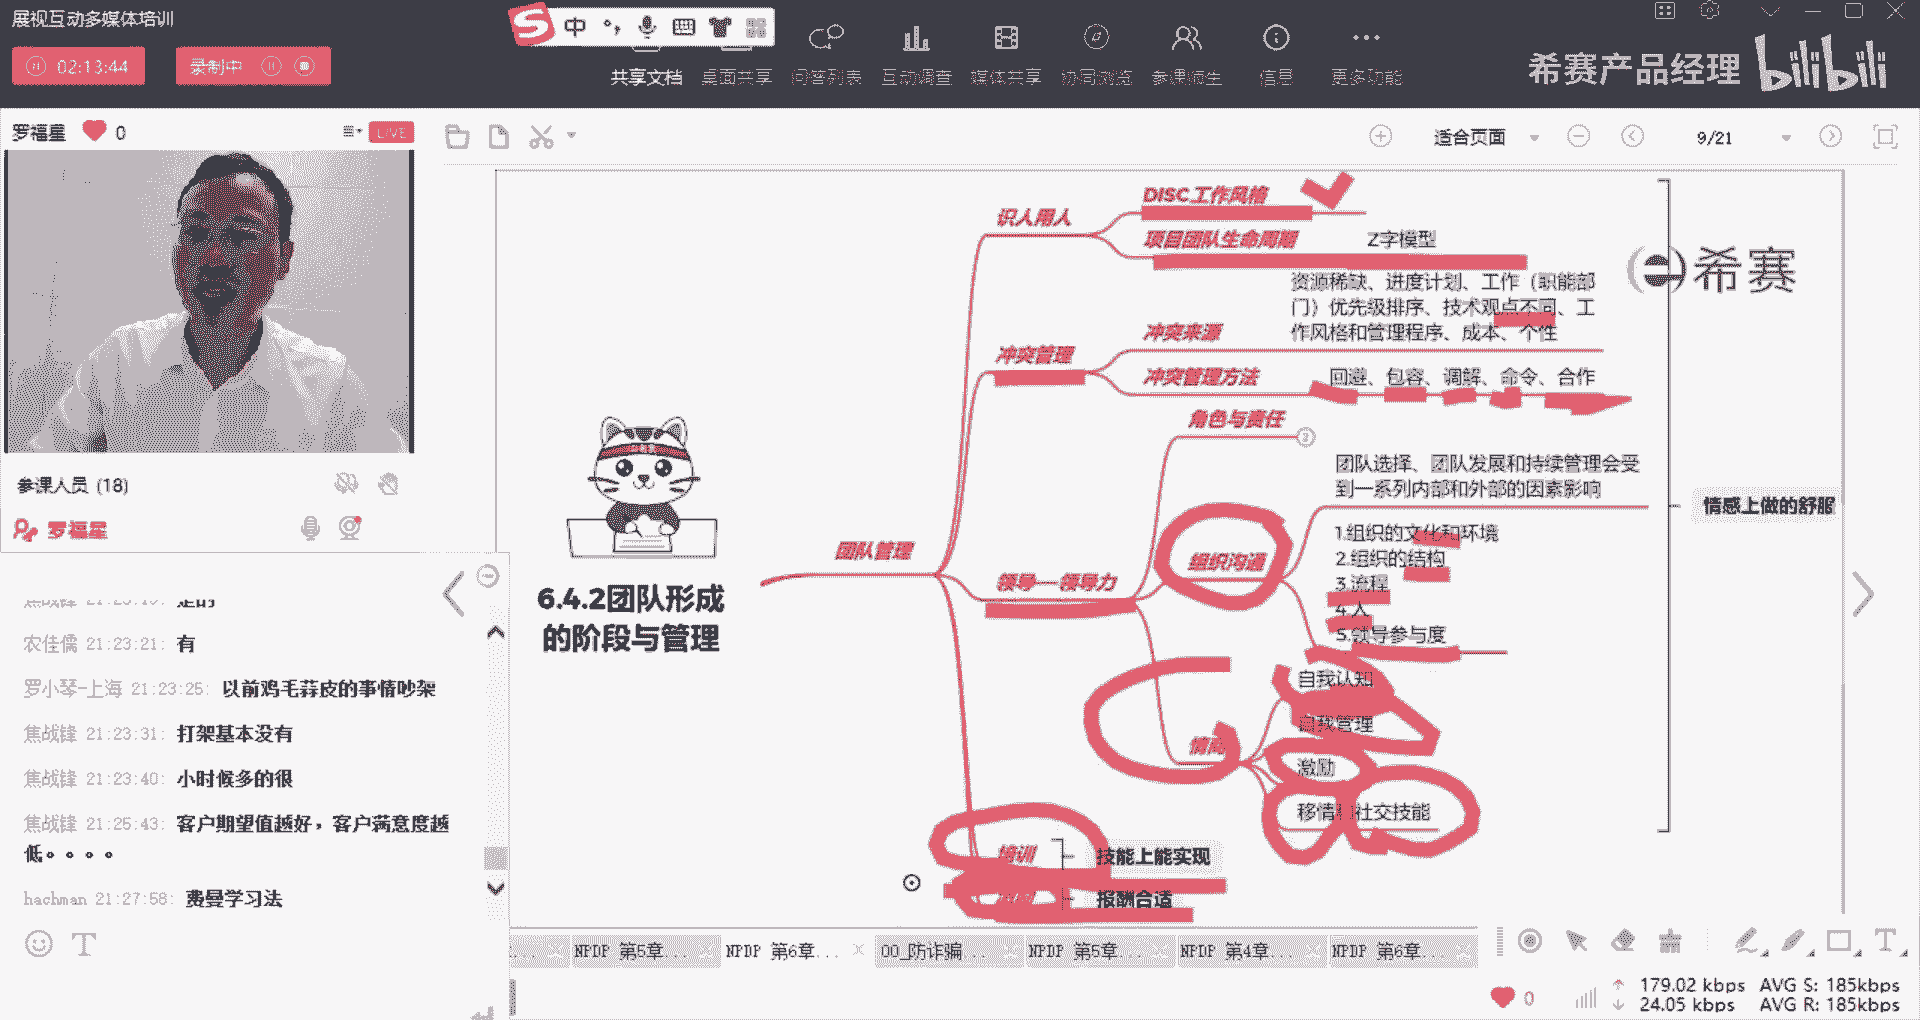 展视互动多媒体培训
中
02:13:44
录制中
共享文档
桌面共享
问答列表
互动调查
媒体共享
协同浏览
参课师生
信息
更多功能
希赛产品经理
bilibili
罗福星
0
LIVE
适合页面
9/21
参课人员 (18)
罗福星
农佳儒 21:23:21:
有
罗小琴-上海 21:23:25:
以前鸡毛蒜皮的事情吵架
焦战锋 21:23:31:
打架基本没有
焦战锋 21:23:40:
小时候多的很
焦战锋 21:25:43:
客户期望值越好，客户满意度越
低。。。。
hachman 21:27:58:
费曼学习法
6.4.2团队形成
的阶段与管理
团队管理
识人用人
DISC工作风格
项目团队生命周期
Z字模型
冲突管理
冲突来源
资源稀缺、进度计划、工作（职能部
门）优先级排序、技术观点不同、工
作风格和管理程序、成本、个性
冲突管理方法
回避、包容、调解、命令、合作
领导—领导力
角色与责任
3
组织沟通
团队选择、团队发展和持续管理会受
到一系列内部和外部的因素影响
1.组织的文化和环境
2.组织的结构
3.流程
4.人
5.领导参与度
情商
自我认知
自我管理
激励
移情和社交技能
培训
技能上能实现
报酬合适
情感上做的舒服
希赛
NPDP 第5章...
NPDP 第6章...
00_防诈骗...
NPDP 第5章...
NPDP 第4章...
NPDP 第6章...
0
179.02 kbps
AVG S: 185kbps
24.05 kbps
AVG R: 185kbps